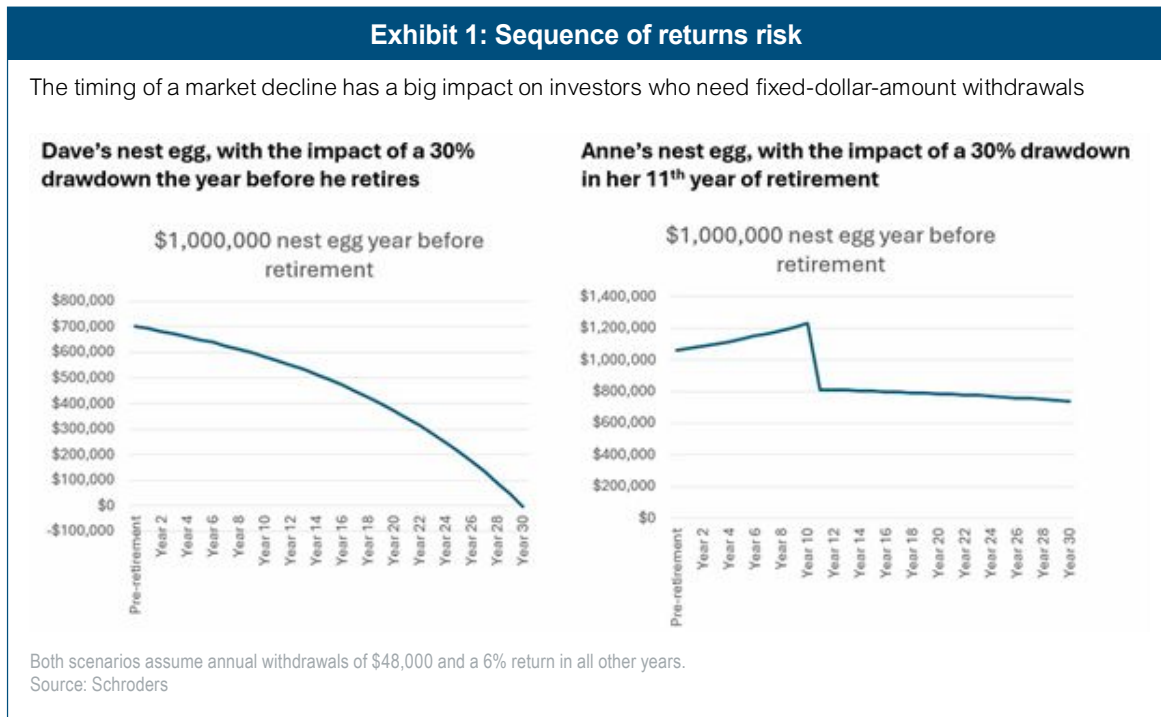 Exhibit 1: Sequence of returns risk
The timing of a market decline has a big impact on investors who need fixed-dollar-amount withdrawals
Dave's nest egg, with the impact of a 30%
drawdown the year before he retires
$1,000,000 nest egg year before
retirement
$800,000
$700,000
$600,000
$500,000
$400,000
$300,000
$200,000
$100,000
$0
-$100,000
Pre-retirement
Year 2
Year 4
Year 6
Year 8
Year 10
Year 12
Year 14
Year 16
Year 18
Year 20
Year 22
Year 24
Year 26
Year 28
Year 30
Anne's nest egg, with the impact of a 30% drawdown
in her 11th year of retirement
$1,000,000 nest egg year before
retirement
$1,400,000
$1,200,000
$1,000,000
$800,000
$600,000
$400,000
$200,000
$0
Pre-retirement
Year 2
Year 4
Year 6
Year 8
Year 10
Year 12
Year 14
Year 16
Year 18
Year 20
Year 22
Year 24
Year 26
Year 28
Year 30
Both scenarios assume annual withdrawals of $48,000 and a 6% return in all other years.
Source: Schroders